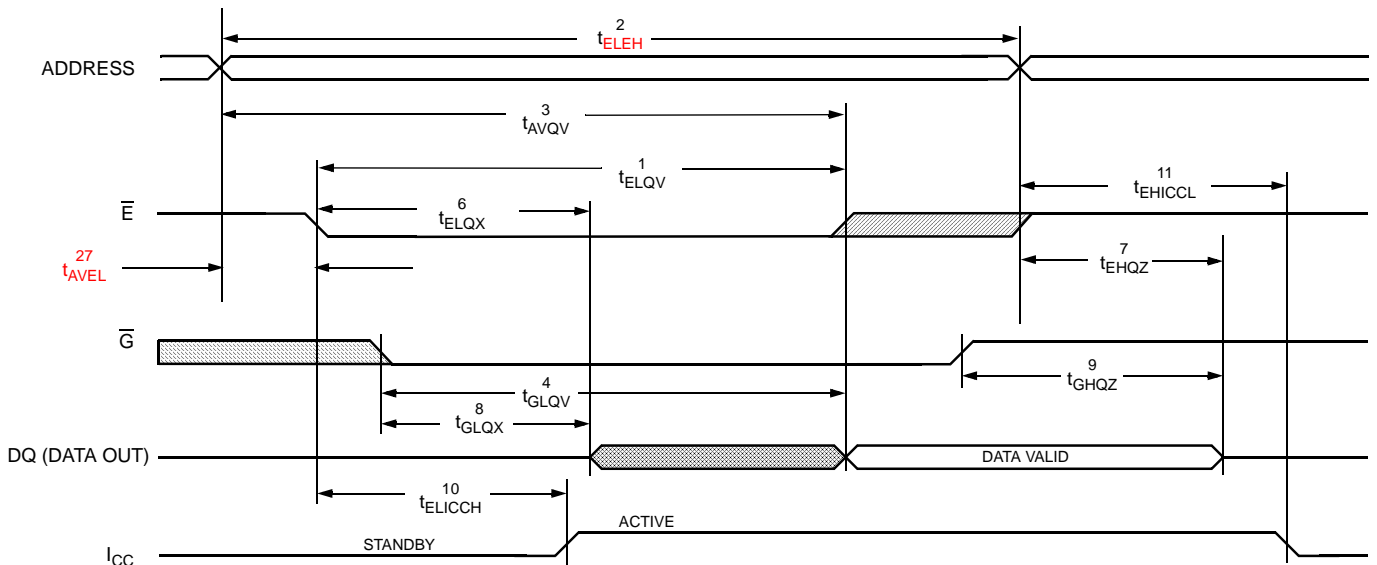 2
tELEH
ADDRESS
3
tAVQV
1
tELQV
11
tEHICCL
E
6
tELQX
27
tAVEL
7
tEHQZ
G
4
tGLQV
9
tGHQZ
8
tGLQX
DQ (DATA OUT)
DATA VALID
10
tELICCH
ACTIVE
STANDBY
ICC